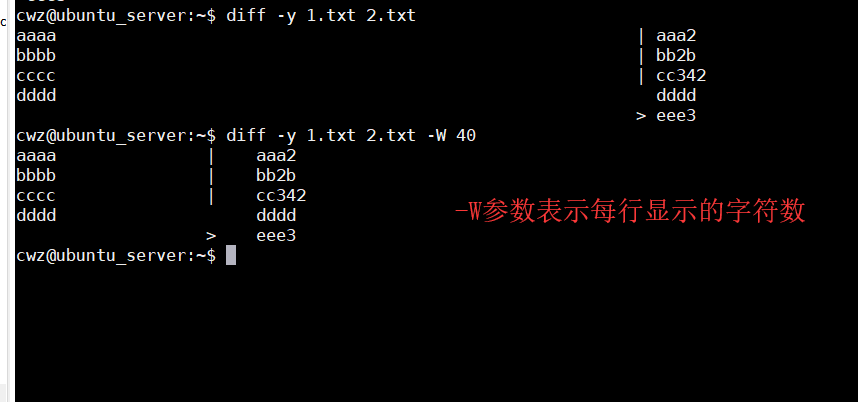 c
cwz@ubuntu_server:~$ diff -y 1.txt 2.txt
aaaa | aaa2
bbbb | bb2b
cccc | cc342
dddd dddd
> eee3
cwz@ubuntu_server:~$ diff -y 1.txt 2.txt -W 40
aaaa | aaa2
bbbb | bb2b
cccc | cc342
dddd dddd
> eee3
-W参数表示每行显示的字符数
cwz@ubuntu_server:~$